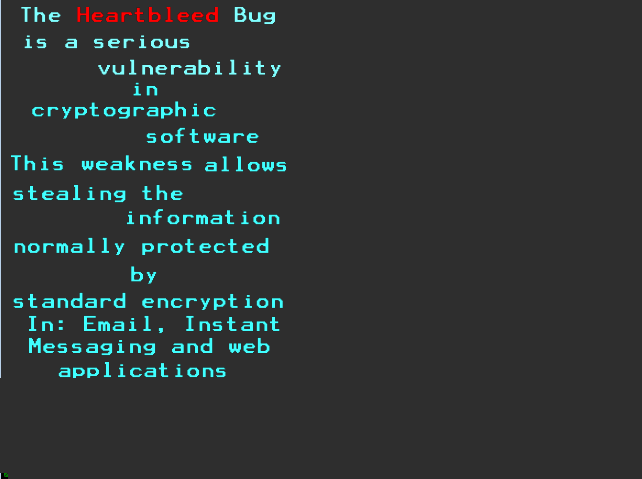 The Heartbleed Bug
is a serious
vulnerability
in
cryptographic
software
This weakness allows
stealing the
information
normally protected
by
standard encryption
In: Email, Instant
Messaging and web
applications